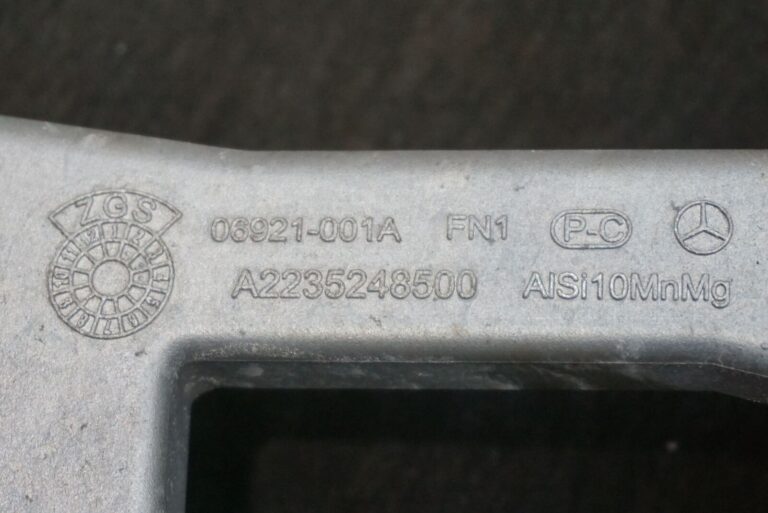 ZGS
06921-001A FN1 P-C
A2235248500 AlSi10MnMg